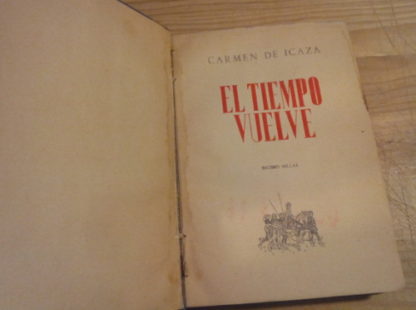 CARMEN DE ICAZA
EL TIEMPO
VUELVE